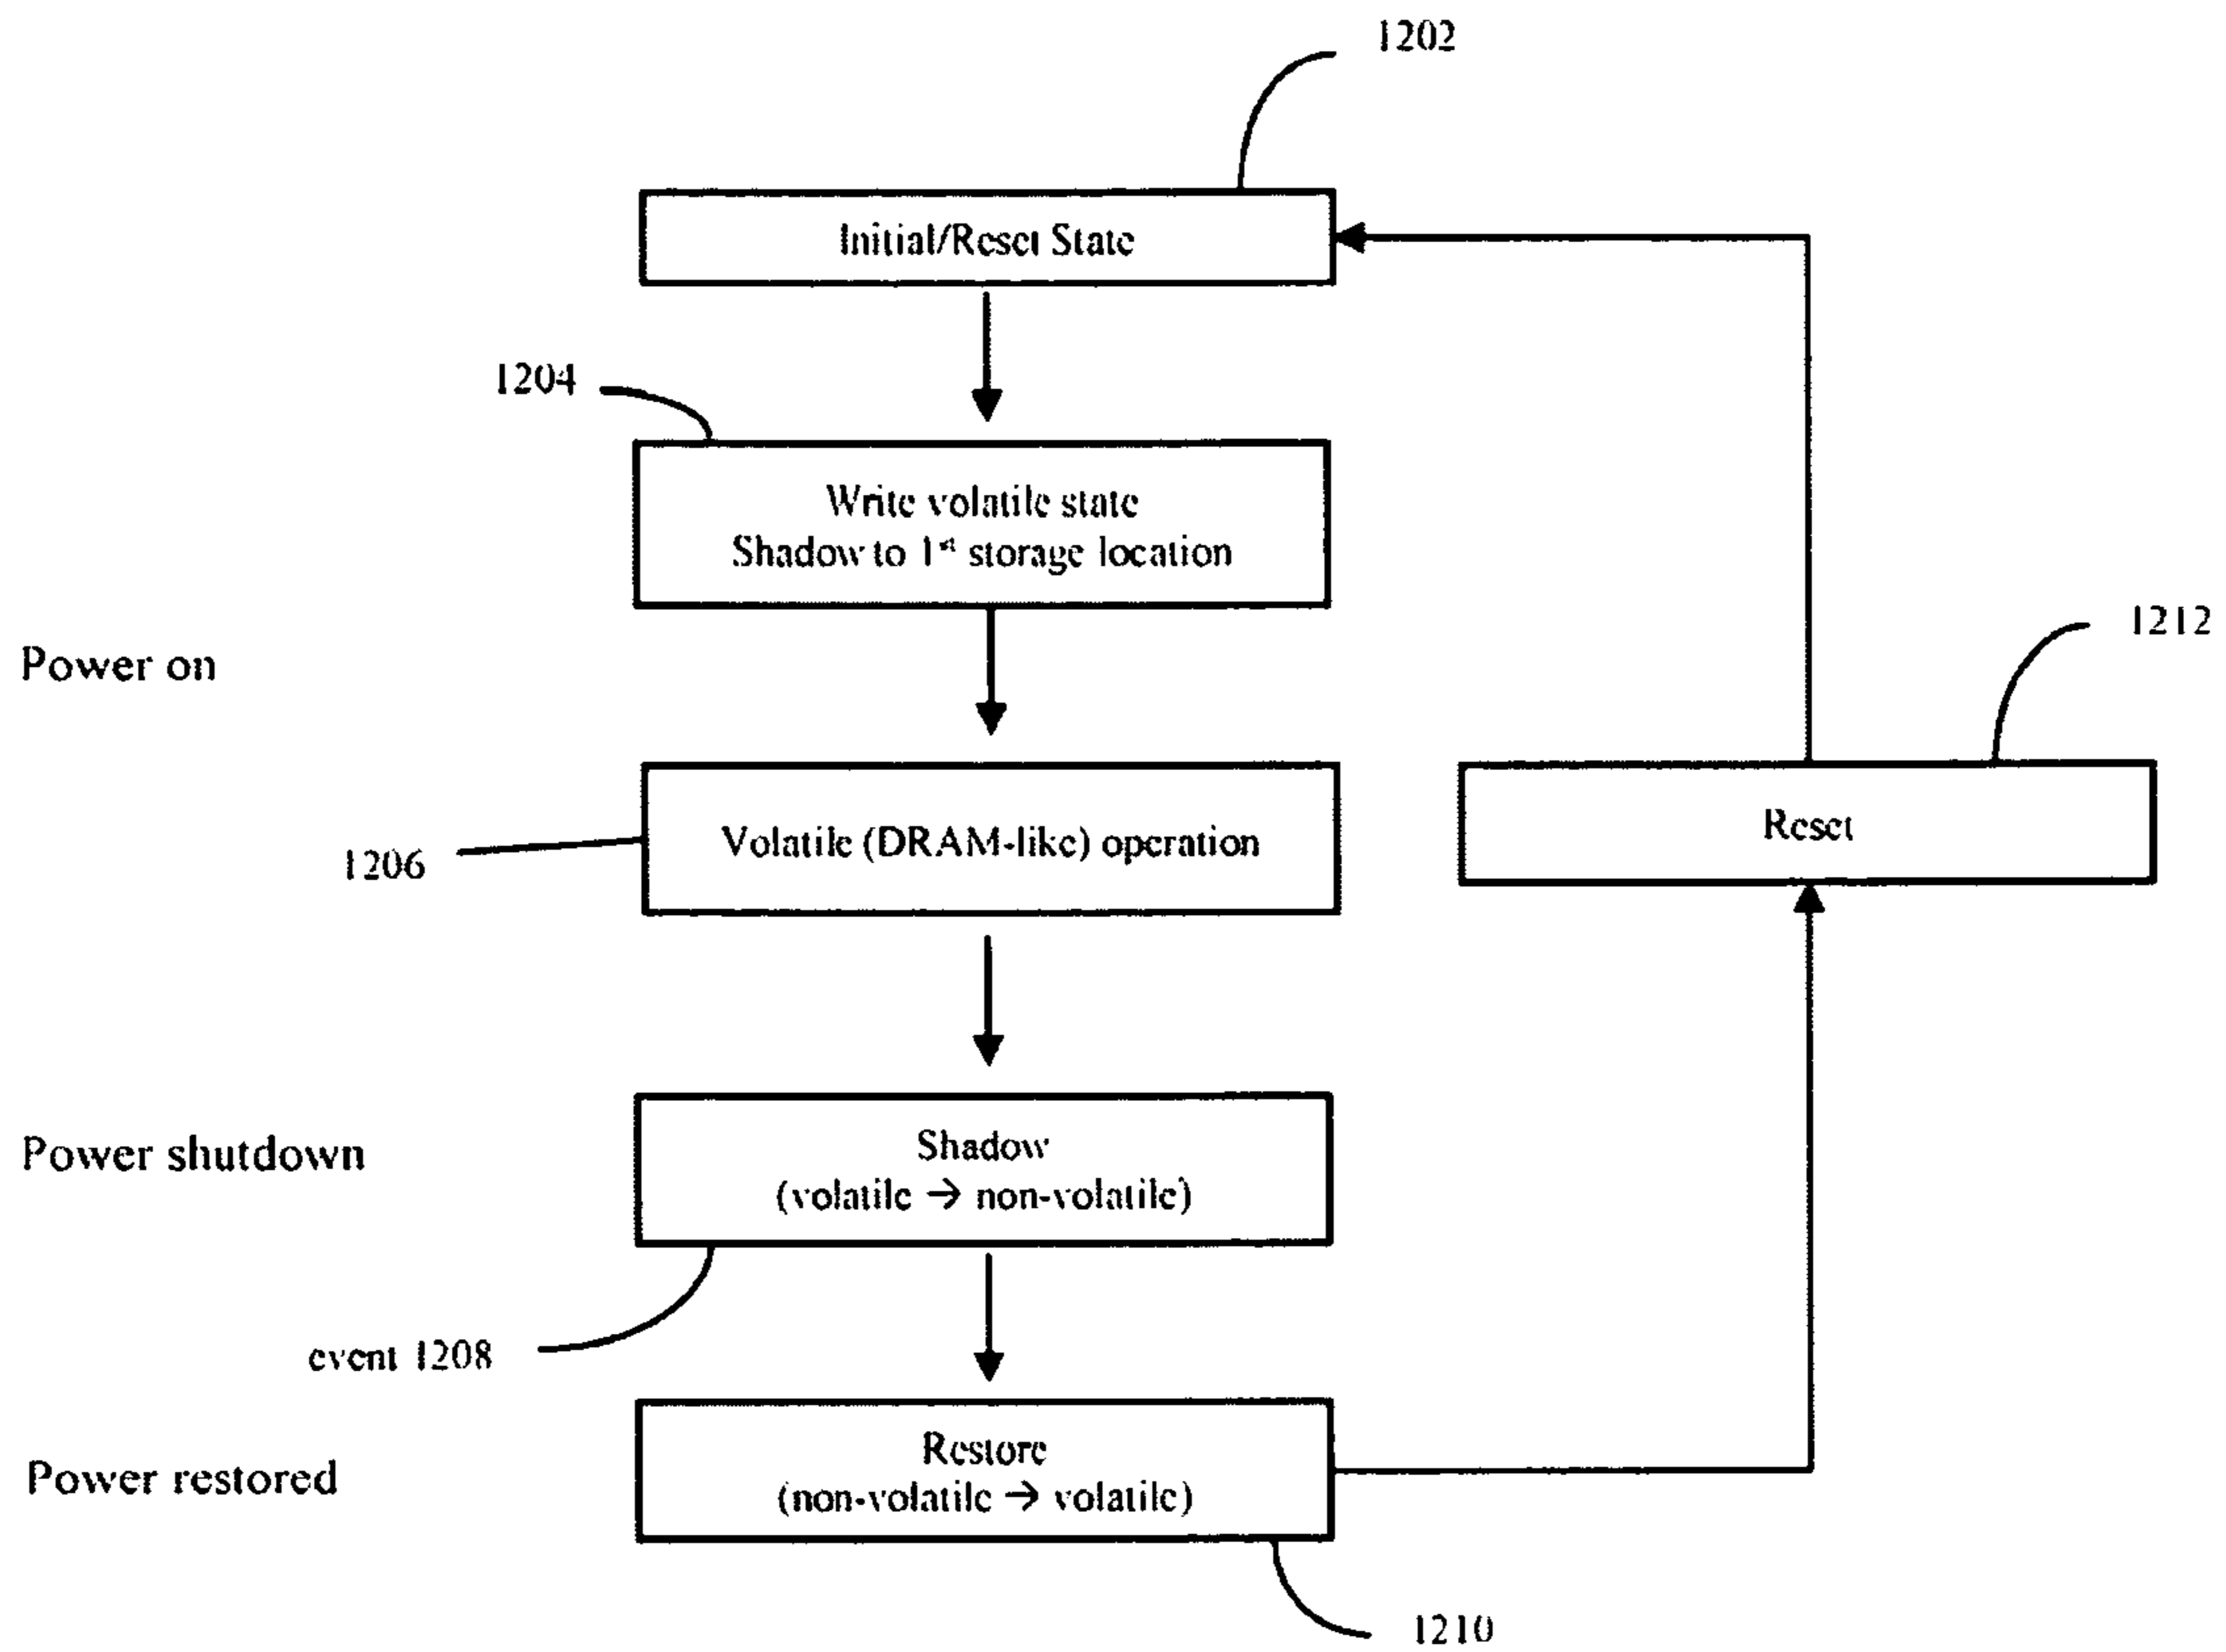 1202
Initial/Reset State
1204
Write volatile state
Shadow to 1st storage location
1212
Power on
Reset
Volatile (DRAM-like) operation
1206
Power shutdown
Shadow
(volatile → non-volatile)
event 1208
Power restored
Restore
(non-volatile → volatile)
1210